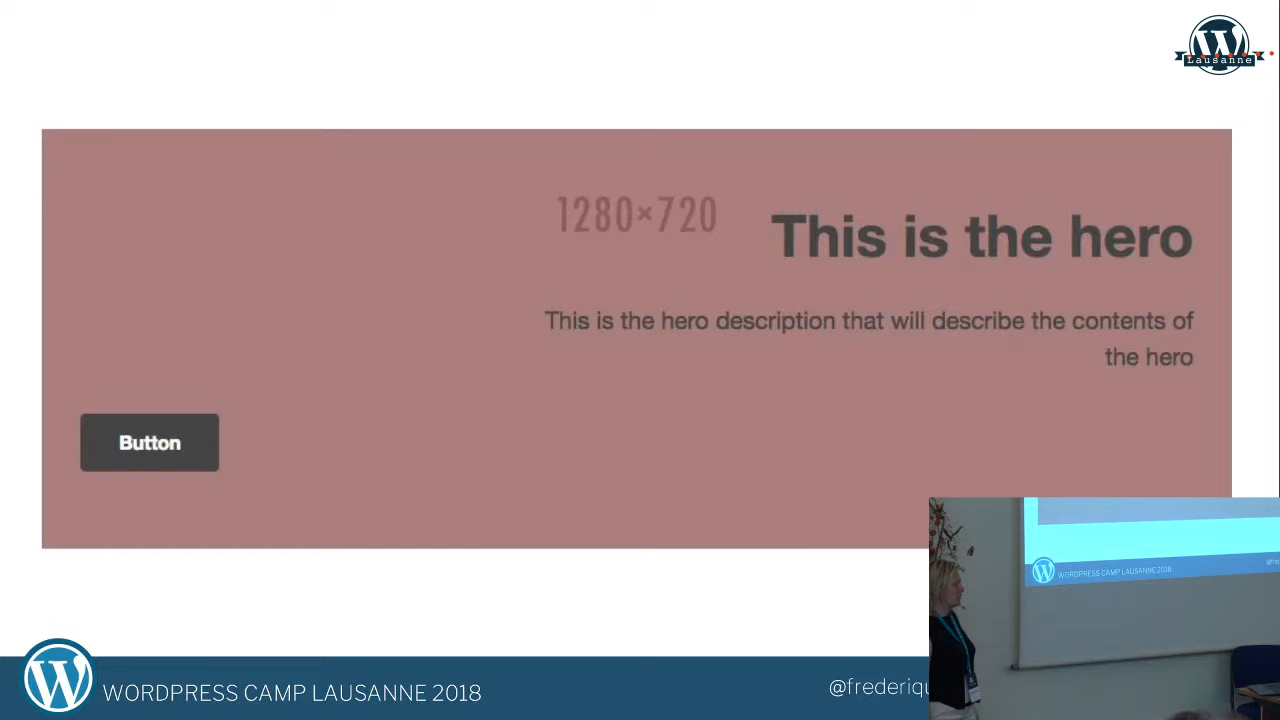 Lausanne
1280×720
This is the hero
This is the hero description that will describe the contents of
the hero
Button
WORDPRESS CAMP LAUSANNE 2018
WORDPRESS CAMP LAUSANNE 2018